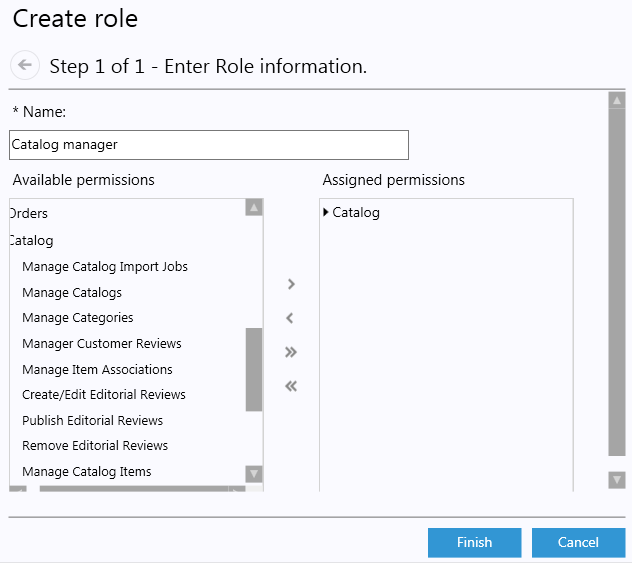 Create role
Step 1 of 1 - Enter Role information.
* Name:
Catalog manager
Available permissions
Orders
Catalog
Manage Catalog Import Jobs
Manage Catalogs
Manage Categories
Manager Customer Reviews
Manage Item Associations
Create/Edit Editorial Reviews
Publish Editorial Reviews
Remove Editorial Reviews
Manage Catalog Items
Assigned permissions
Catalog
Finish
Cancel